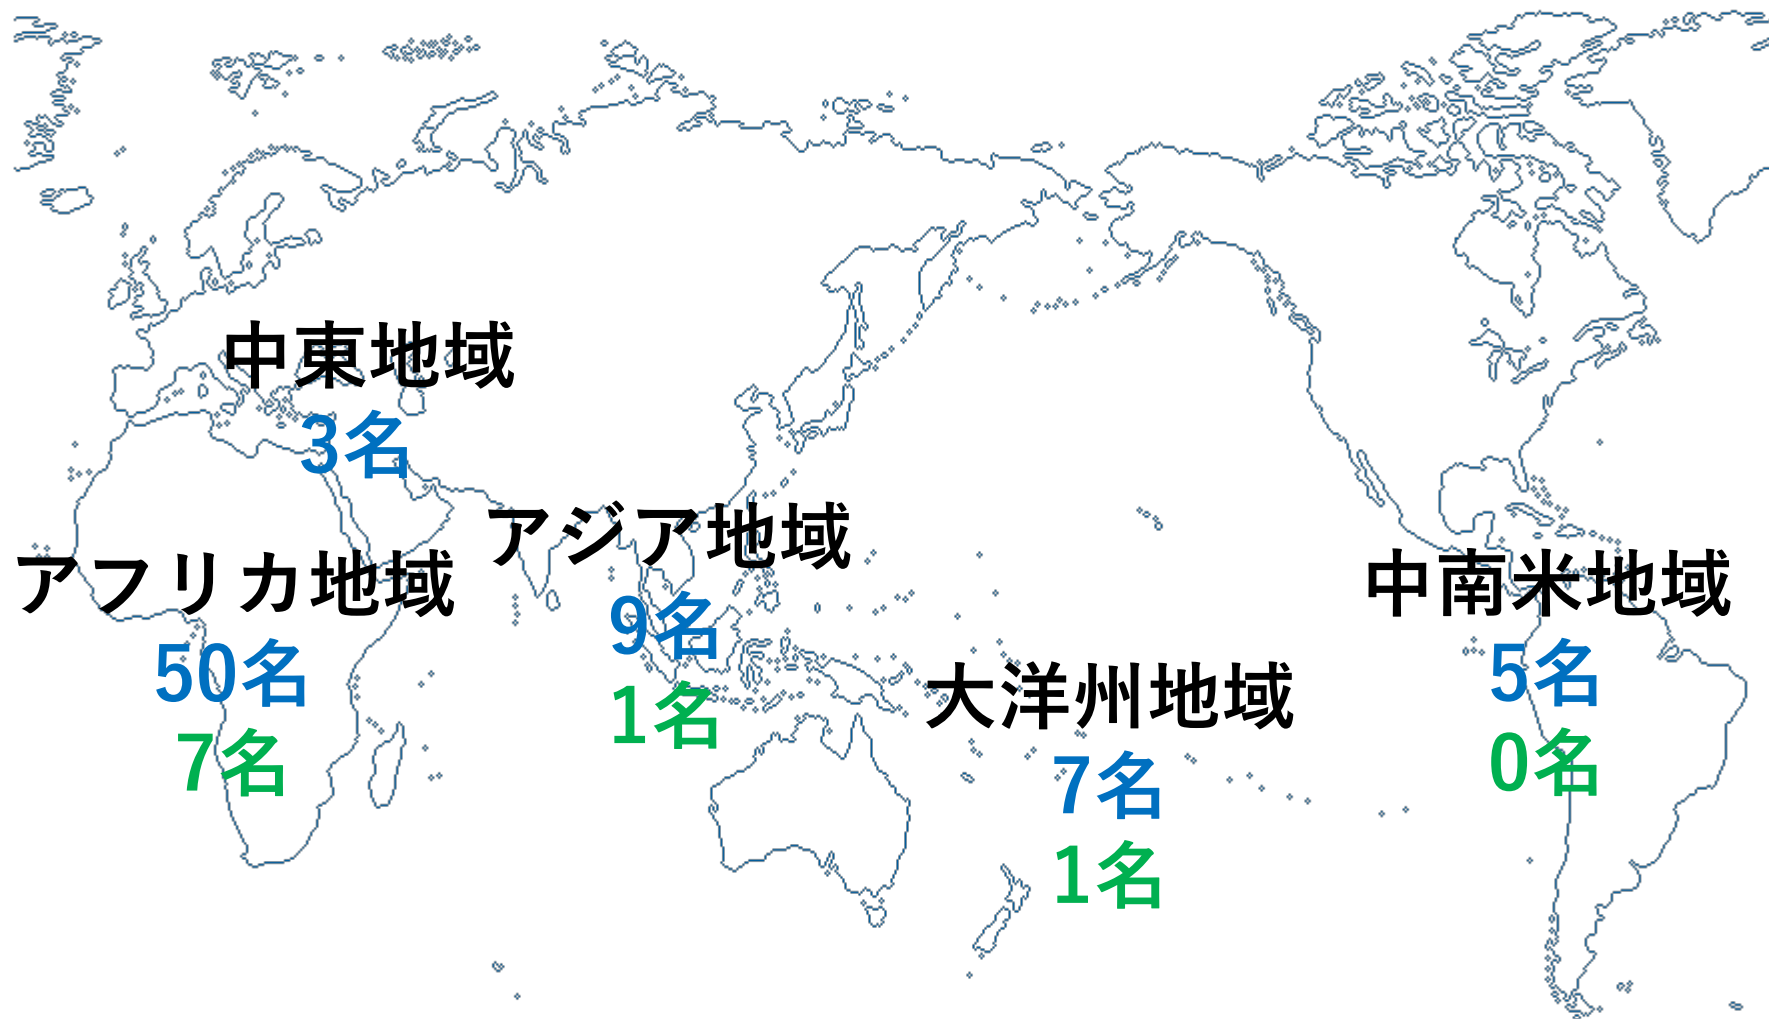 中東地域
3名
アジア地域
9名
1名
アフリカ地域
50名
7名
大洋州地域
7名
1名
中南米地域
5名
0名